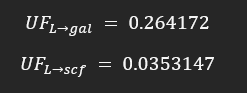 UF_{L→gal} = 0.264172
UF_{L→scf} = 0.0353147